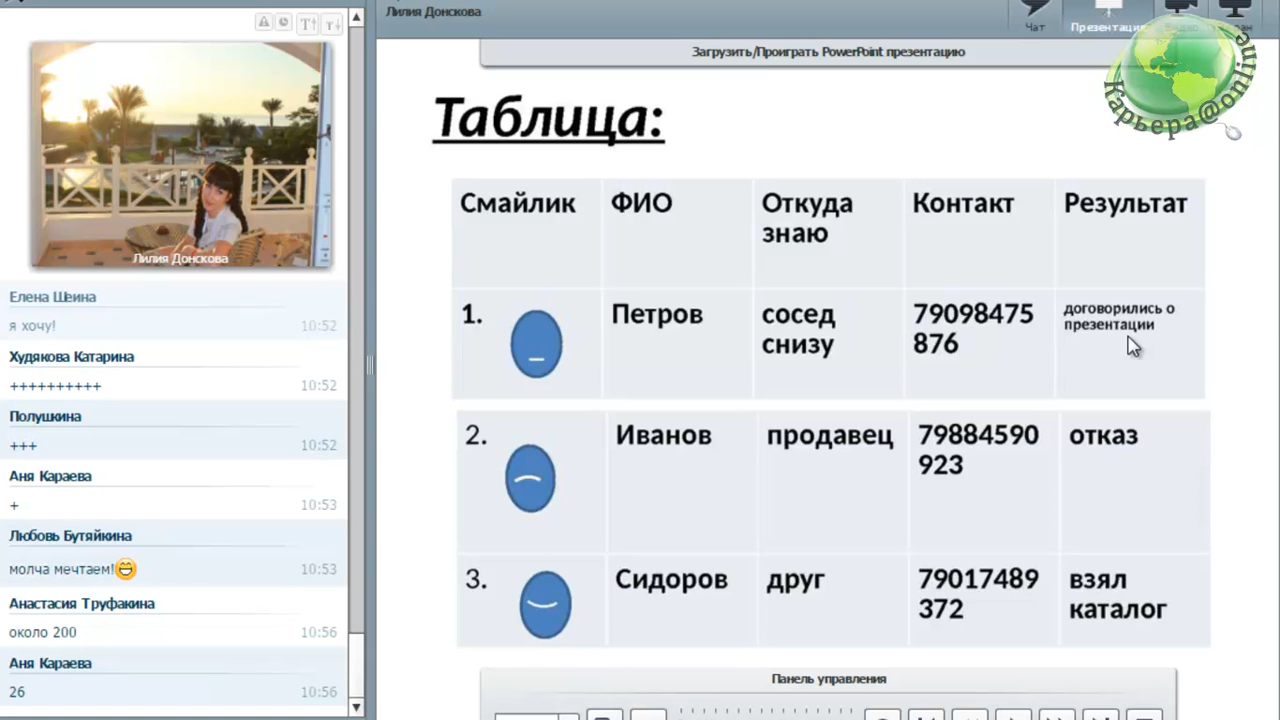 Лилия Донскова
Чат
Презентация
Загрузить/Проиграть PowerPoint презентацию
Карьера@online
Лилия Донскова
Елена Шеина
я хочу! 10:52
Худякова Катарина
++++++++++ 10:52
Полушкина
+++ 10:52
Аня Караева
+ 10:53
Любовь Бутяйкина
молча мечтаем! 10:53
Анастасия Труфакина
около 200 10:56
Аня Караева
26 10:56
Таблица:
Смайлик ФИО Откуда знаю Контакт Результат
1. Петров сосед снизу 79098475 876 договорились о презентации
2. Иванов продавец 79884590 923 отказ
3. Сидоров друг 79017489 372 взял каталог
Панель управления